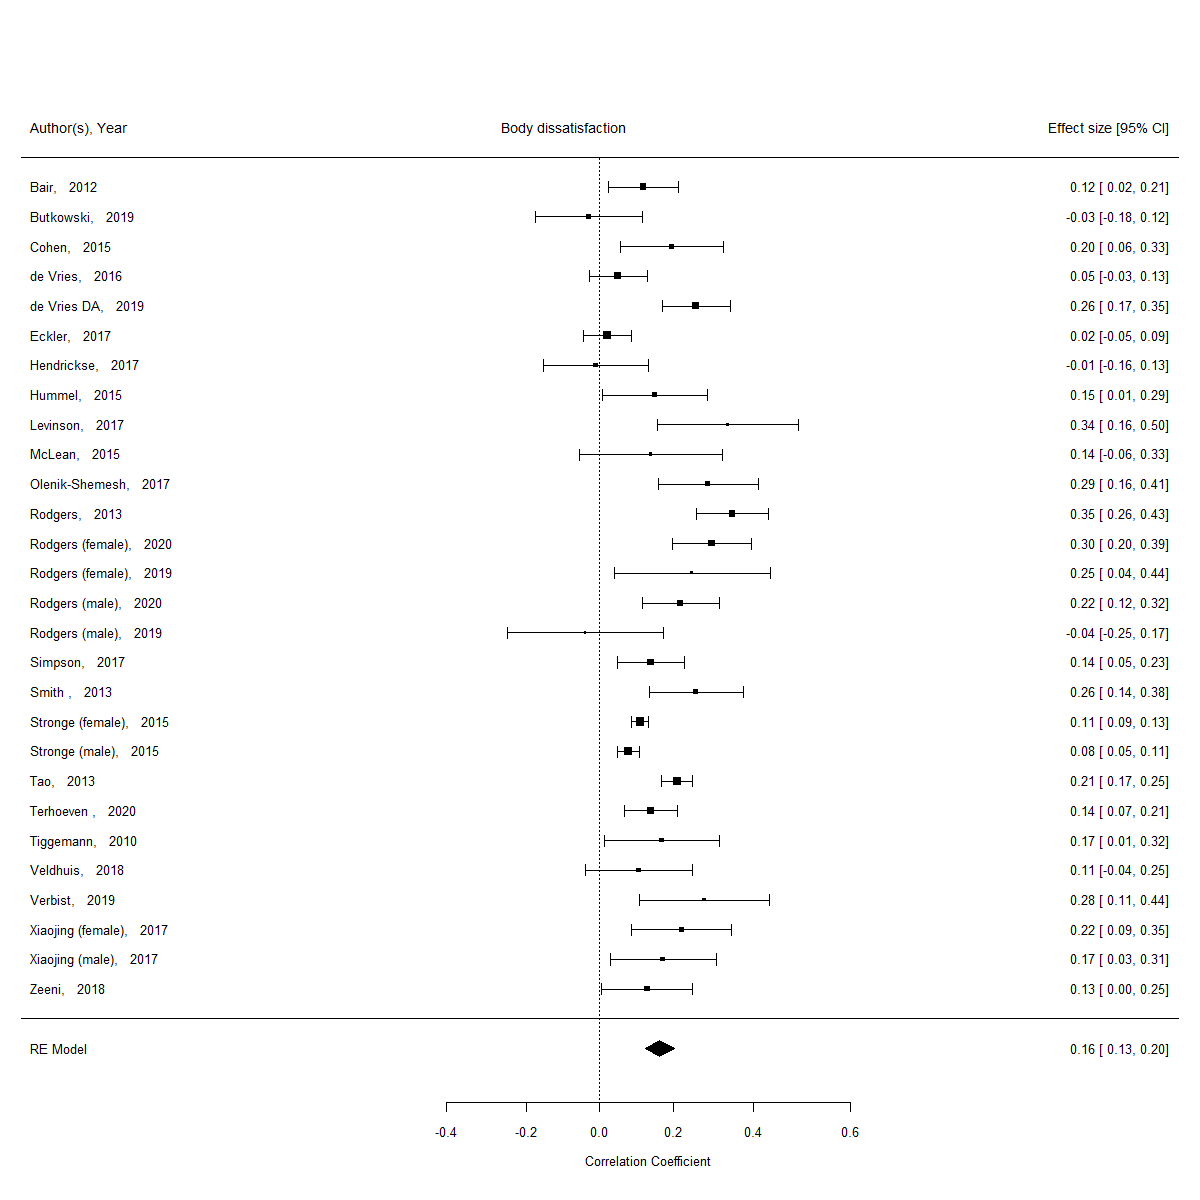 Author(s), Year Body dissatisfaction Effect size [95% CI]
Bair, 2012 0.12 [ 0.02, 0.21]
Butkowski, 2019 -0.03 [-0.18, 0.12]
Cohen, 2015 0.20 [ 0.06, 0.33]
de Vries, 2016 0.05 [-0.03, 0.13]
de Vries DA, 2019 0.26 [ 0.17, 0.35]
Eckler, 2017 0.02 [-0.05, 0.09]
Hendrickse, 2017 -0.01 [-0.16, 0.13]
Hummel, 2015 0.15 [ 0.01, 0.29]
Levinson, 2017 0.34 [ 0.16, 0.50]
McLean, 2015 0.14 [-0.06, 0.33]
Olenik-Shemesh, 2017 0.29 [ 0.16, 0.41]
Rodgers, 2013 0.35 [ 0.26, 0.43]
Rodgers (female), 2020 0.30 [ 0.20, 0.39]
Rodgers (female), 2019 0.25 [ 0.04, 0.44]
Rodgers (male), 2020 0.22 [ 0.12, 0.32]
Rodgers (male), 2019 -0.04 [-0.25, 0.17]
Simpson, 2017 0.14 [ 0.05, 0.23]
Smith , 2013 0.26 [ 0.14, 0.38]
Stronge (female), 2015 0.11 [ 0.09, 0.13]
Stronge (male), 2015 0.08 [ 0.05, 0.11]
Tao, 2013 0.21 [ 0.17, 0.25]
Terhoeven , 2020 0.14 [ 0.07, 0.21]
Tiggemann, 2010 0.17 [ 0.01, 0.32]
Veldhuis, 2018 0.11 [-0.04, 0.25]
Verbist, 2019 0.28 [ 0.11, 0.44]
Xiaojing (female), 2017 0.22 [ 0.09, 0.35]
Xiaojing (male), 2017 0.17 [ 0.03, 0.31]
Zeeni, 2018 0.13 [ 0.00, 0.25]
RE Model 0.16 [ 0.13, 0.20]
-0.4 -0.2 0.0 0.2 0.4 0.6
Correlation Coefficient